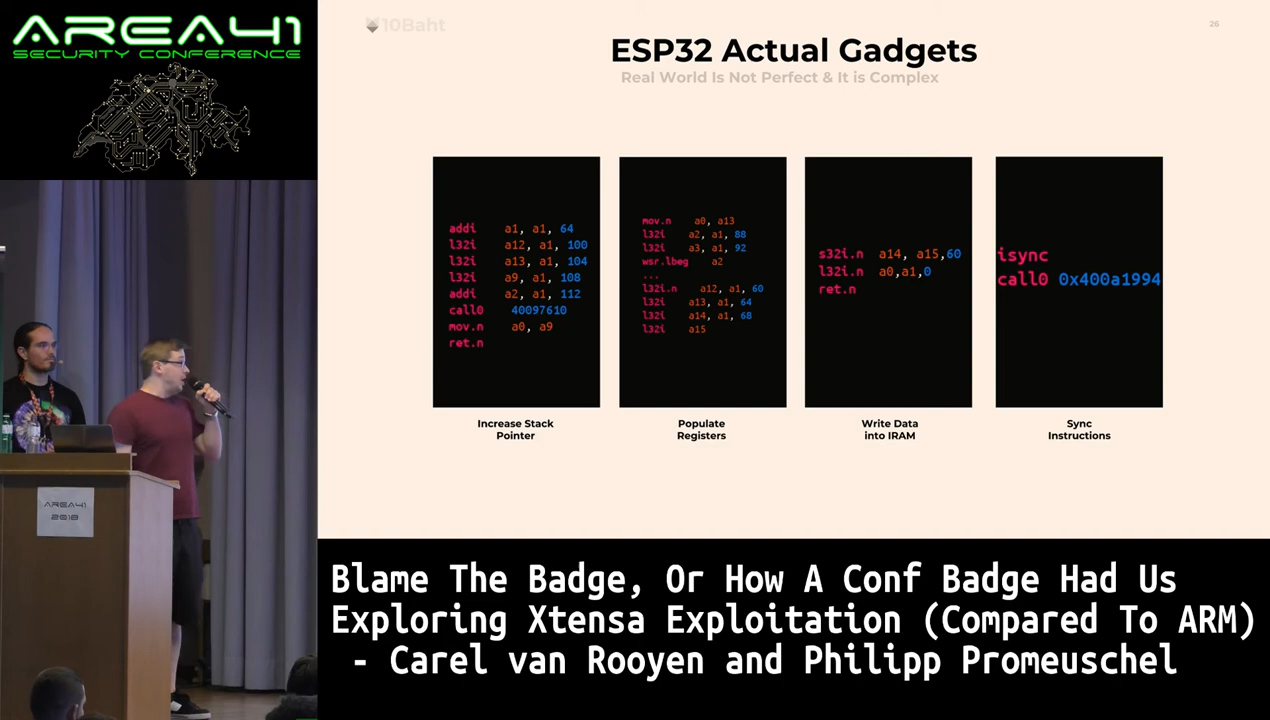 AREA41
SECURITY CONFERENCE
10Baht
26
ESP32 Actual Gadgets
Real World Is Not Perfect & It is Complex
addi a1, a1, 64
l32i a12, a1, 100
l32i a13, a1, 104
l32i a9, a1, 108
addi a2, a1, 112
call0 40097610
mov.n a0, a9
ret.n
Increase Stack
Pointer
mov.n a0, a13
l32i a2, a1, 88
l32i a3, a1, 92
wsr.lbeg a2
...
l32i.n a12, a1, 60
l32i a13, a1, 64
l32i a14, a1, 68
l32i a15
Populate
Registers
s32i.n a14, a15,60
l32i.n a0,a1,0
ret.n
Write Data
into IRAM
isync
call0 0x400a1994
Sync
Instructions
AREA41
2018
Blame The Badge, Or How A Conf Badge Had Us
Exploring Xtensa Exploitation (Compared To ARM)
- Carel van Rooyen and Philipp Promeuschel